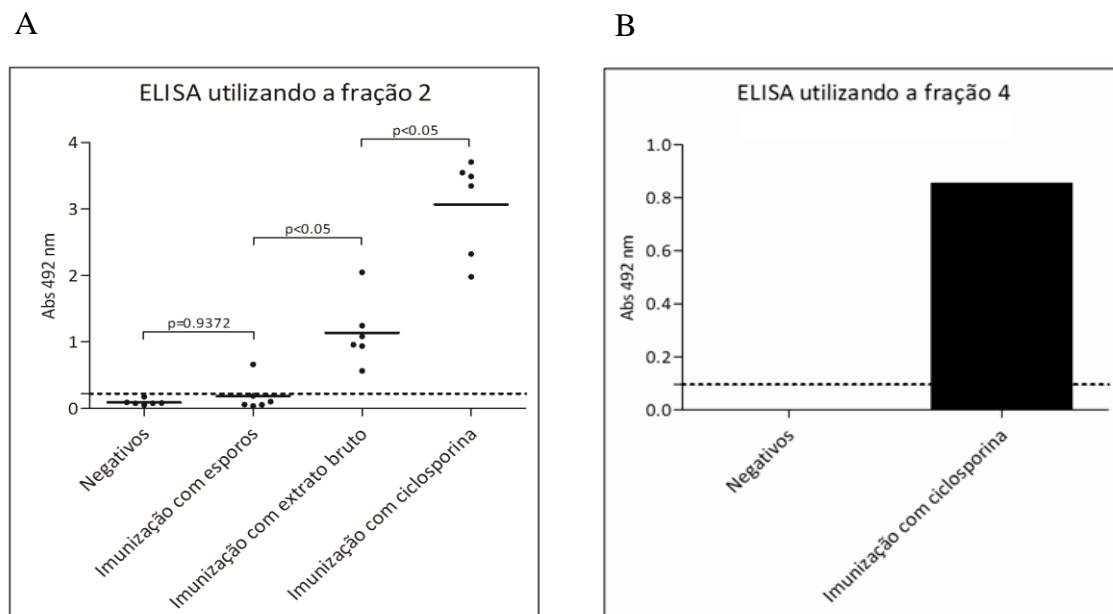 A
B
ELISA utilizando a fração 2
Abs 492 nm
4
3
2
1
0
p=0.9372
p<0.05
p<0.05
Negativos
Imunização com esporos
Imunização com extrato bruto
Imunização com ciclosporina
ELISA utilizando a fração 4
Abs 492 nm
1.0
0.8
0.6
0.4
0.2
0.0
Negativos
Imunização com ciclosporina